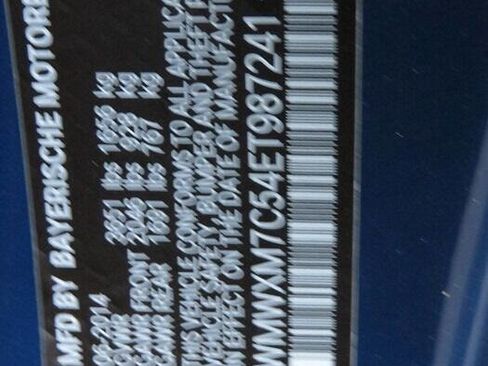 MFD BY BAYERISCHE MOTORE
06-2014
GVWR 3651 LBS 1656 KG
GAWR FRONT 2046 LBS 928 KG
GAWR REAR 1691 LBS 767 KG
THIS VEHICLE CONFORMS TO ALL APPLICA
VEHICLE SAFETY, BUMPER AND THEFT P
IN EFFECT ON THE DATE OF MANUFACTUR
WMWXM7C54ET987241